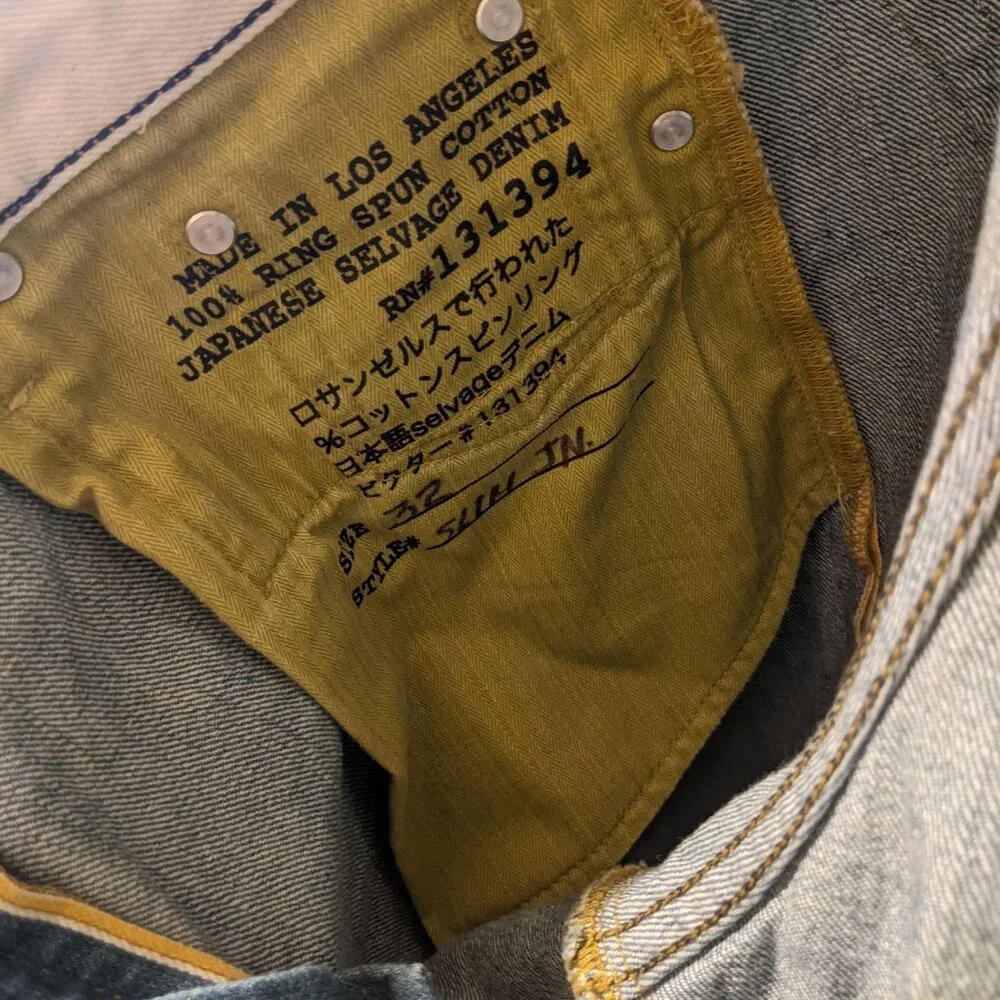 MADE IN LOS ANGELES
100% RING SPUN COTTON
JAPANESE SELVAGE DENIM
RN#131394
ロサンゼルスで行われた
%コットンスピンリング
日本語selvageデニム
ビクター#131394
SIZE 32
STYLE# SLIM JN.